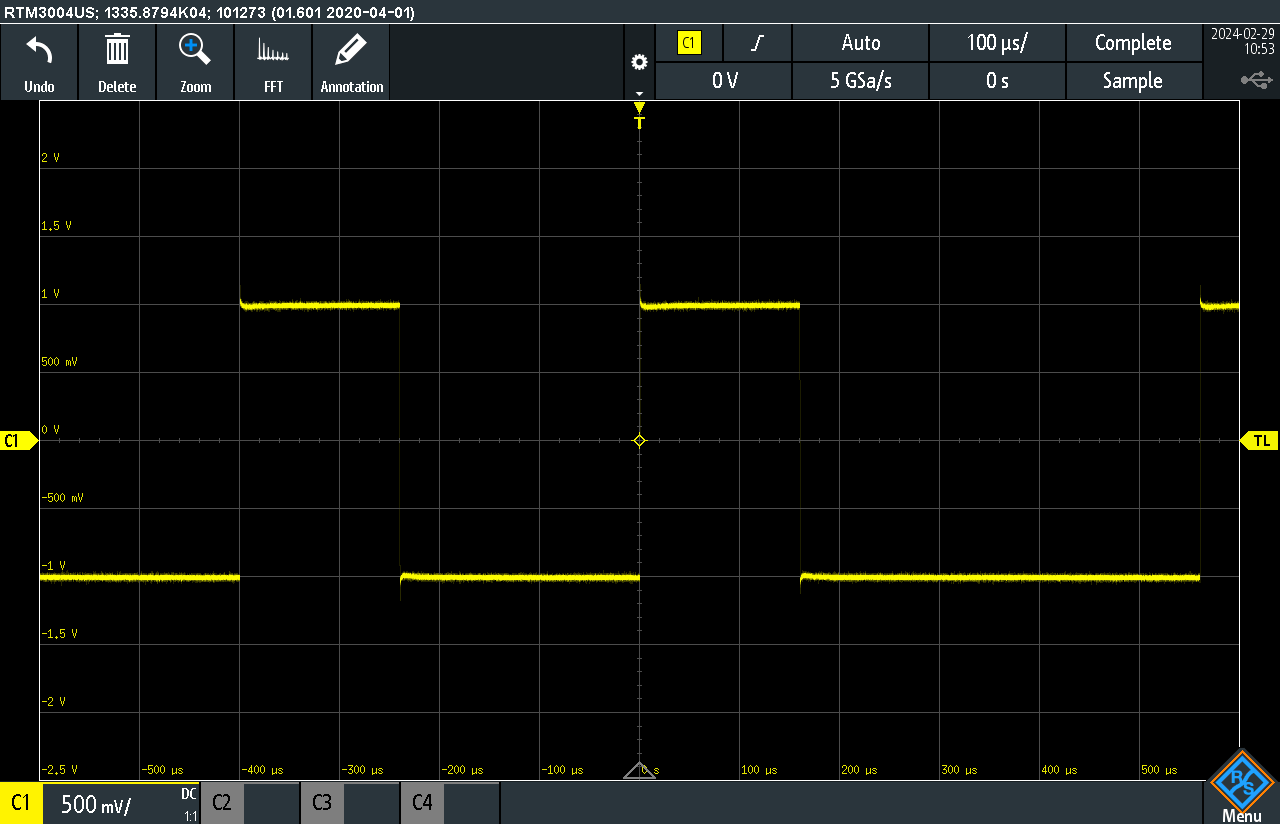 RTM3004US; 1335.8794K04; 101273 (01.601 2020-04-01)
Undo
Delete
Zoom
FFT
Annotation
C1
Auto
100 µs/
Complete
0 V
5 GSa/s
0 s
Sample
2024-02-29
10:53
T
2 V
1.5 V
1 V
500 mV
C1
0 V
TL
-500 mV
-1 V
-1.5 V
-2 V
-2.5 V
-500 µs
-400 µs
-300 µs
-200 µs
-100 µs
0 s
100 µs
200 µs
300 µs
400 µs
500 µs
C1
500 mV/
DC
1:1
C2
C3
C4
R S
Menu